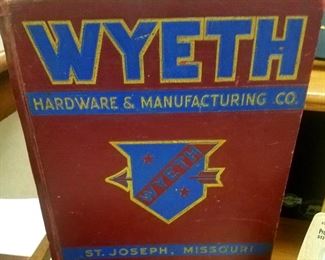 WYETH
HARDWARE & MANUFACTURING CO.
WYETH
ST. JOSEPH, MISSOURI